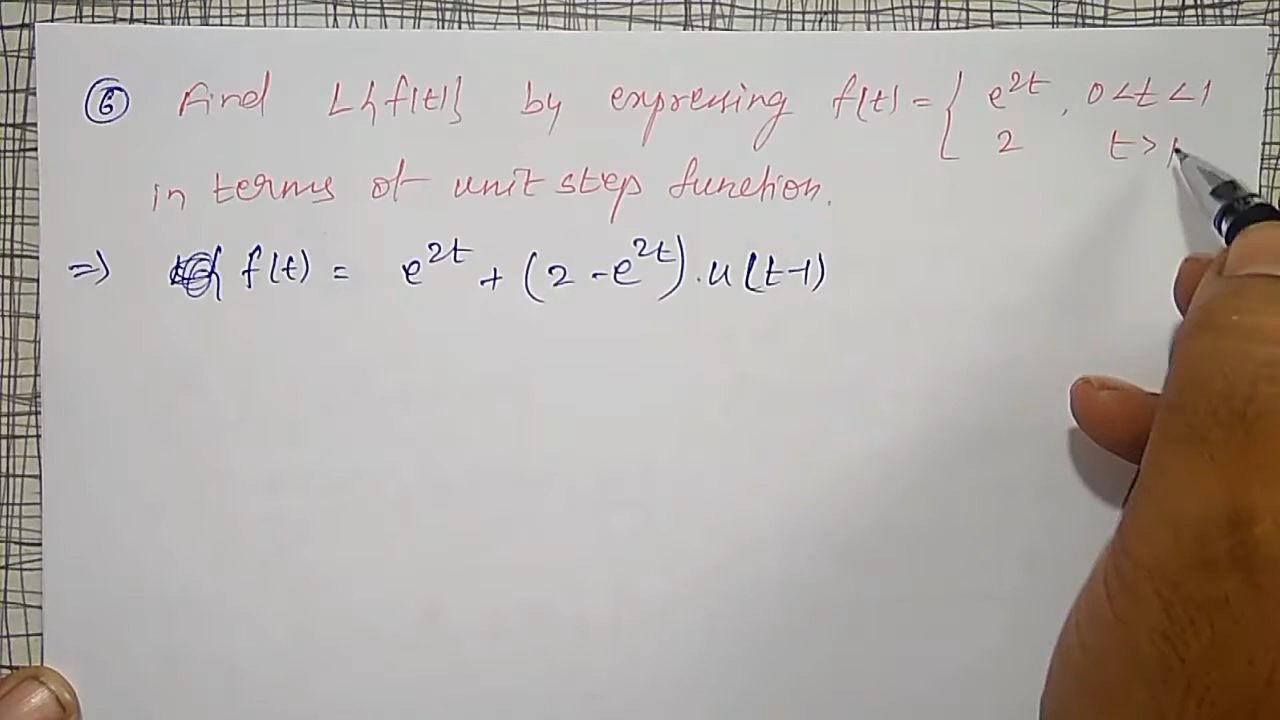 ⑥ Find L{f(t)} by expressing f(t) = { e^{2t}, 0<t<1
2 t>1
in terms of unit step function.
⇒ f(t) = e^{2t} + (2 - e^{2t}).u(t-1)